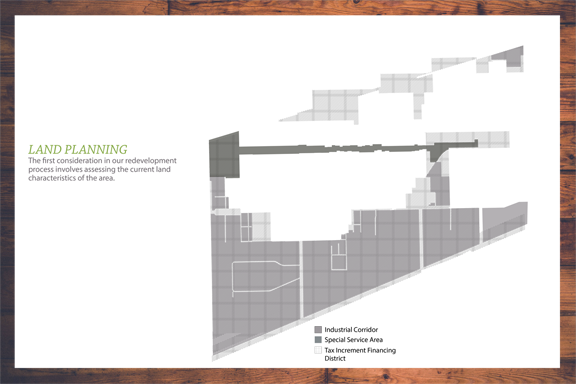 LAND PLANNING
The first consideration in our redevelopment
process involves assessing the current land
characteristics of the area.
Industrial Corridor
Special Service Area
Tax Increment Financing
District